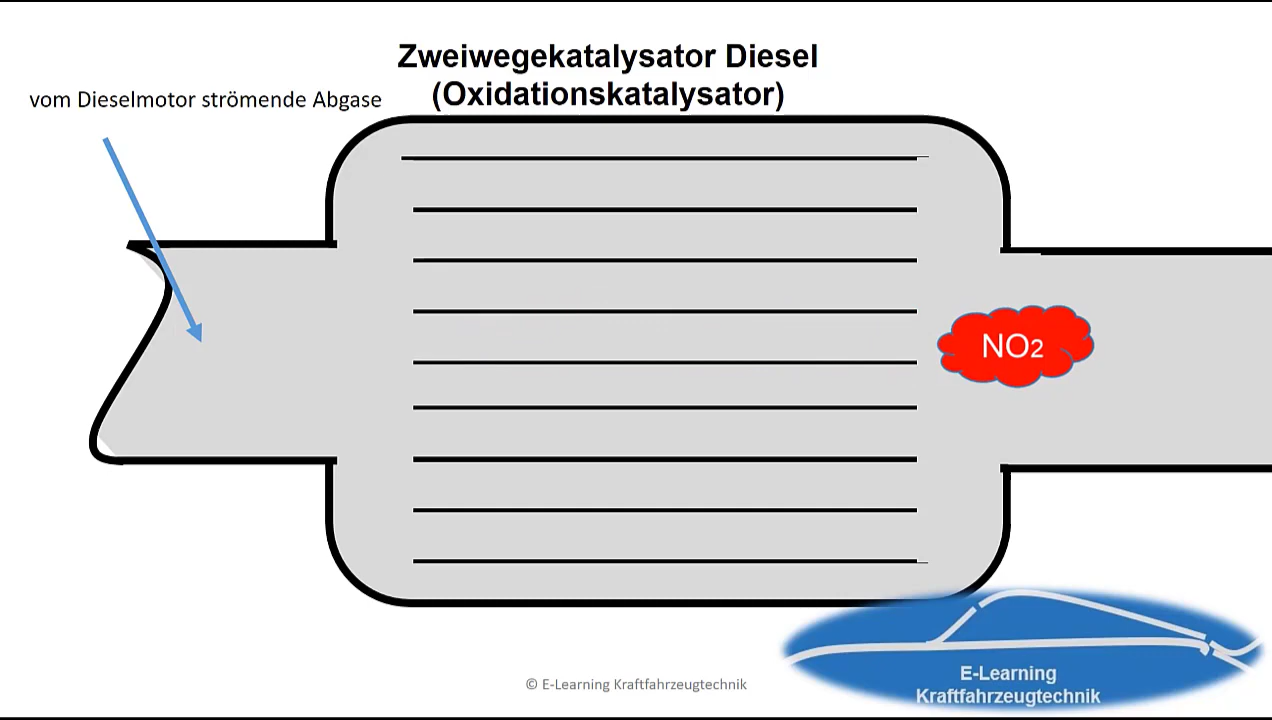 Zweiwegekatalysator Diesel
(Oxidationskatalysator)
vom Dieselmotor strömende Abgase
NO2
© E-Learning Kraftfahrzeugtechnik
E-Learning
Kraftfahrzeugtechnik